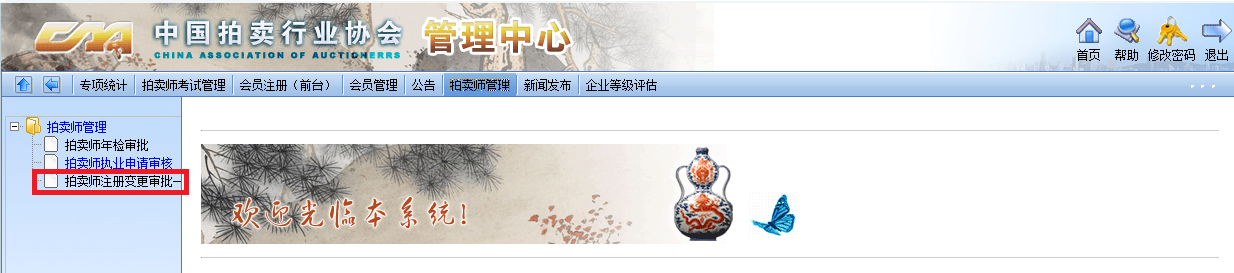 CAA 中国拍卖行业协会 管理中心
CHINA ASSOCIATION OF AUCTIONERRS
首页 帮助 修改密码 退出
专项统计 拍卖师考试管理 会员注册（前台） 会员管理 公告 拍卖师管理 新闻发布 企业等级评估
拍卖师管理
拍卖师年检审批
拍卖师执业申请审核
拍卖师注册变更审批
欢迎光临本系统!